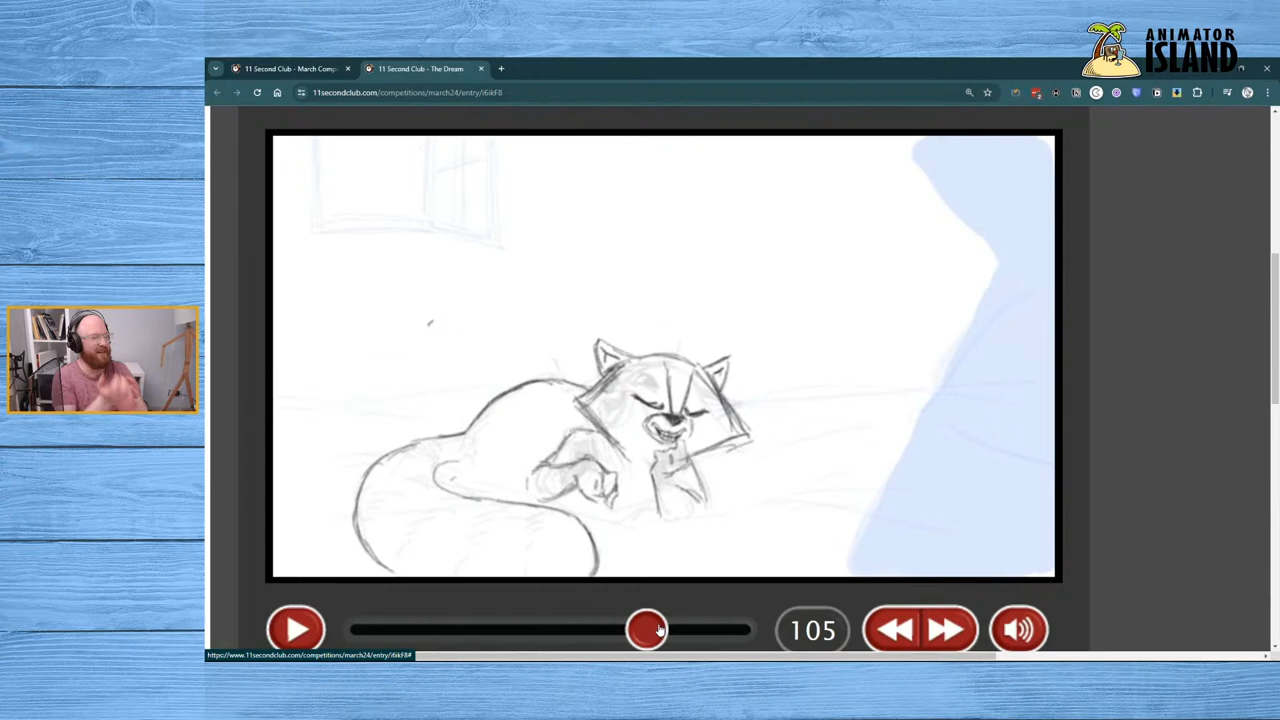 ANIMATOR
ISLAND
11 Second Club - March Comp
11 Second Club - The Dream
11secondclub.com/competitions/march24/entry/i6ikF8
105
https://www.11secondclub.com/competitions/march24/entry/i6ikF8#